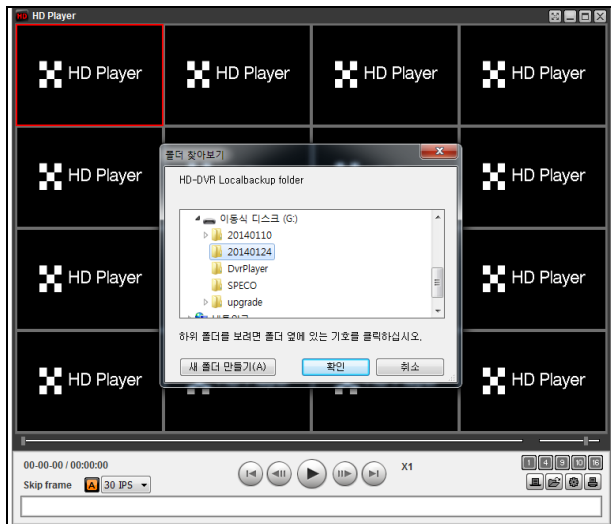 HD Player
HD Player HD Player HD Player HD Player
폴더 찾아보기
HD-DVR Localbackup folder
HD Player HD Player
이동식 디스크 (G:)
20140110
20140124
DvrPlayer
SPECO
upgrade
HD Player HD Player
하위 폴더를 보려면 폴더 옆에 있는 기호를 클릭하십시오.
새 폴더 만들기(A) 확인 취소
HD Player HD Player
00-00-00 / 00:00:00 X1 1 4 9 10 16
Skip frame A 30 IPS